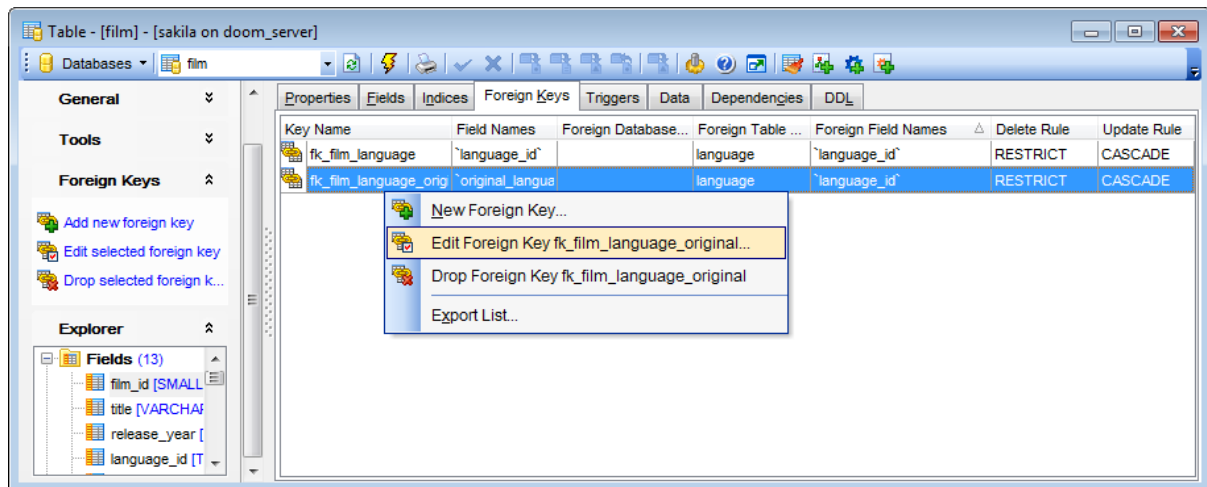 Table - [film] - [sakila on doom_server]
Databases film
General
Tools
Foreign Keys
Add new foreign key
Edit selected foreign key
Drop selected foreign k...
Explorer
Fields (13)
film_id [SMALL
title [VARCHAR
release_year [
language_id [T
Properties Fields Indices Foreign Keys Triggers Data Dependencies DDL
Key Name Field Names Foreign Database... Foreign Table ... Foreign Field Names Delete Rule Update Rule
fk_film_language `language_id` language `language_id` RESTRICT CASCADE
fk_film_language_orig `original_langua language `language_id` RESTRICT CASCADE
New Foreign Key...
Edit Foreign Key fk_film_language_original...
Drop Foreign Key fk_film_language_original
Export List...